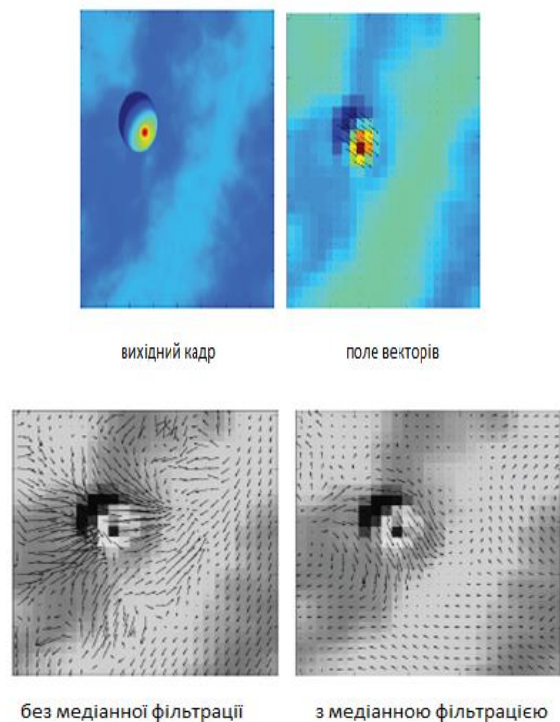 вихідний кадр
поле векторів
без медіанної фільтрації
з медіанною фільтрацією